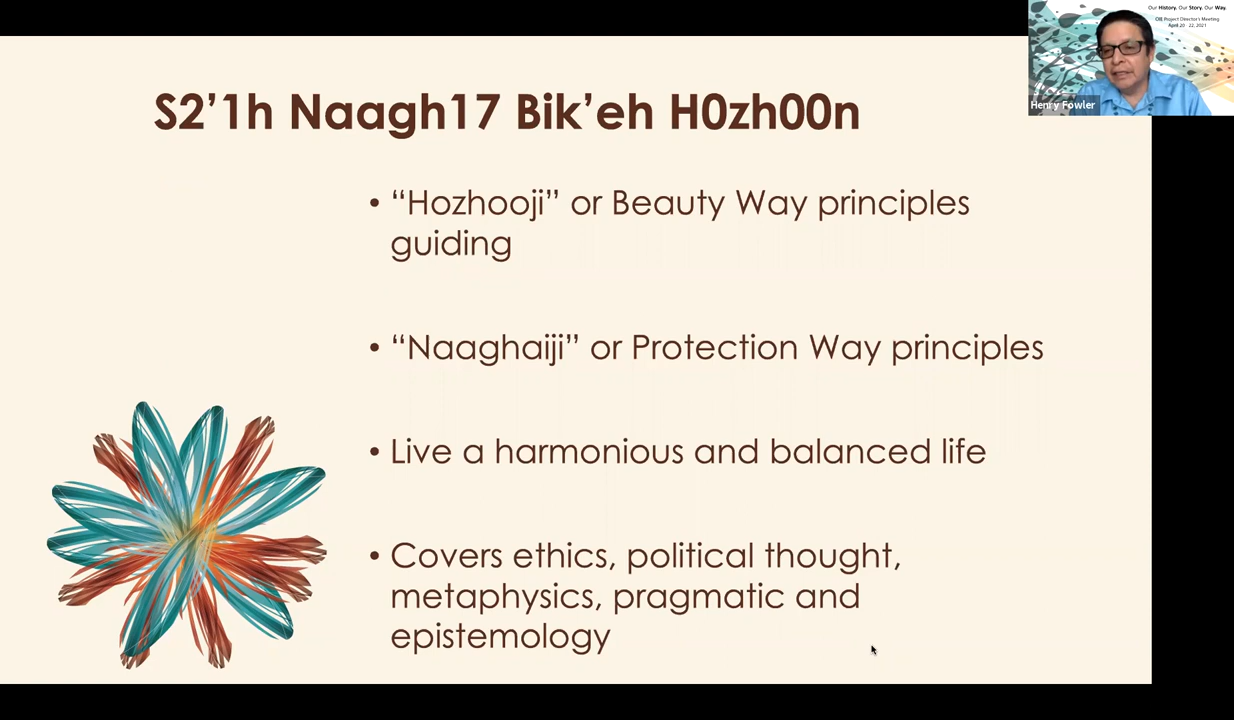 Our History. Our Story. Our Way.
OIE Project Director's Meeting
April 20 - 22, 2021
Henry Fowler
S2’1h Naagh17 Bik’eh H0zh00n
• “Hozhooji” or Beauty Way principles
guiding
• “Naaghaiji” or Protection Way principles
• Live a harmonious and balanced life
• Covers ethics, political thought,
metaphysics, pragmatic and
epistemology